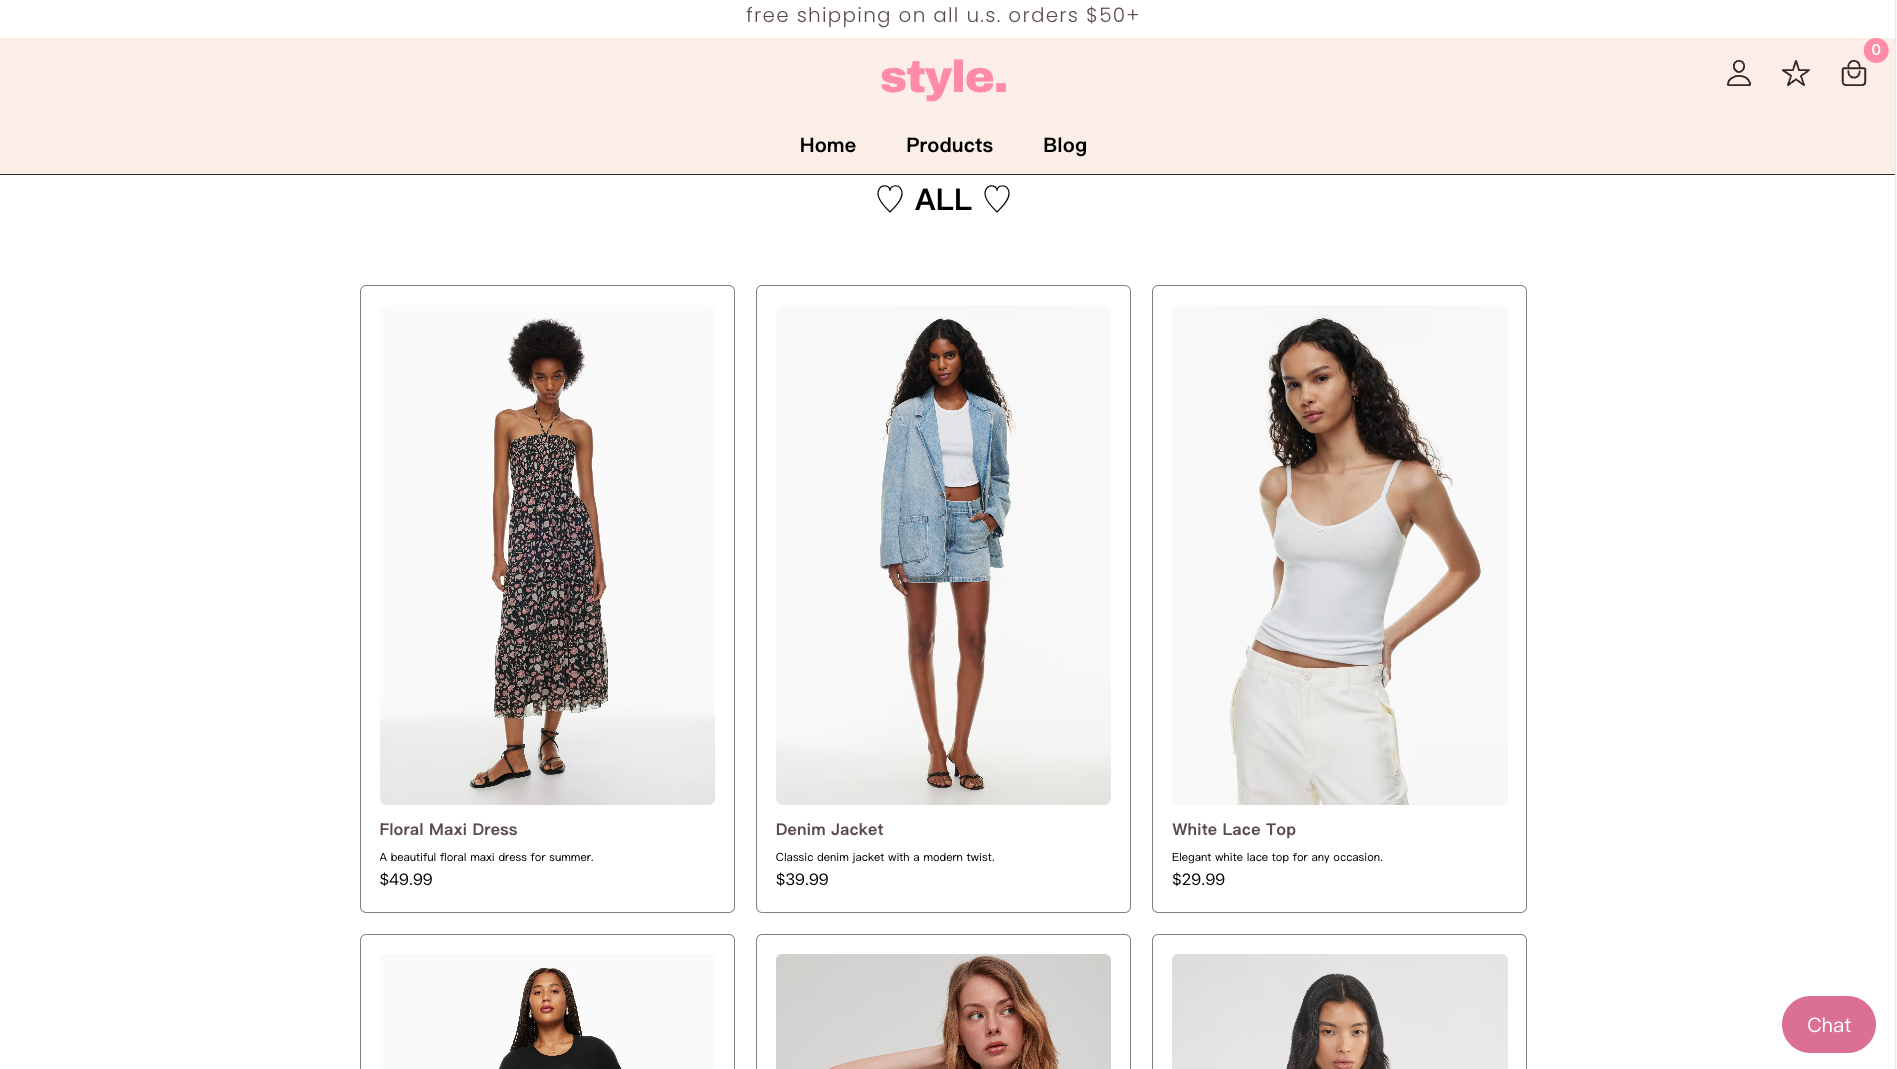 free shipping on all u.s. orders $50+
0
style.
Home Products Blog
♡ ALL ♡
Floral Maxi Dress
A beautiful floral maxi dress for summer.
$49.99
Denim Jacket
Classic denim jacket with a modern twist.
$39.99
White Lace Top
Elegant white lace top for any occasion.
$29.99
Chat